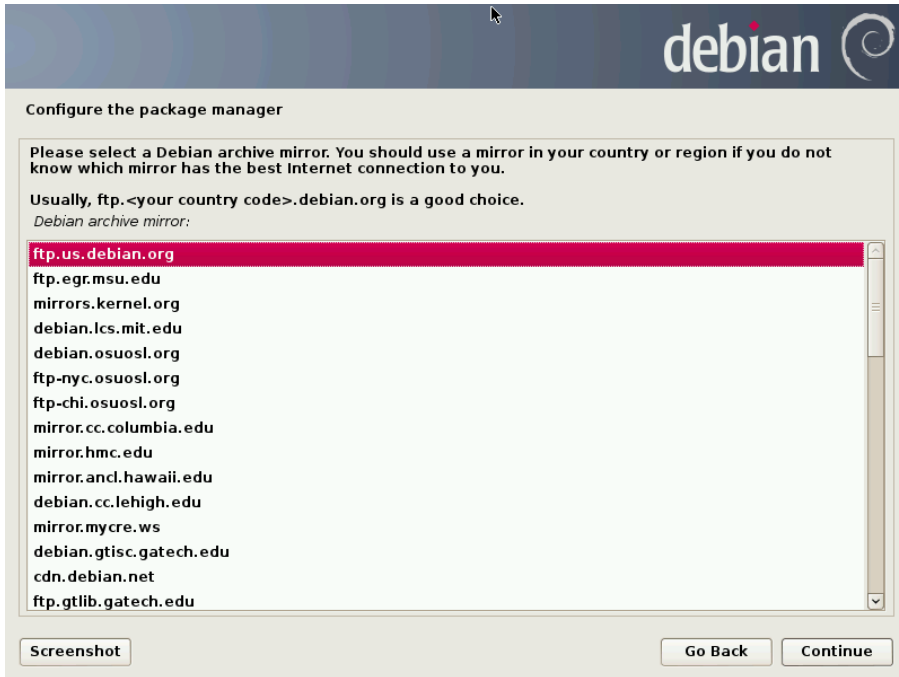 debian
Configure the package manager
Please select a Debian archive mirror. You should use a mirror in your country or region if you do not
know which mirror has the best Internet connection to you.
Usually, ftp.<your country code>.debian.org is a good choice.
Debian archive mirror:
ftp.us.debian.org
ftp.egr.msu.edu
mirrors.kernel.org
debian.lcs.mit.edu
debian.osuosl.org
ftp-nyc.osuosl.org
ftp-chi.osuosl.org
mirror.cc.columbia.edu
mirror.hmc.edu
mirror.ancl.hawaii.edu
debian.cc.lehigh.edu
mirror.mycre.ws
debian.gtisc.gatech.edu
cdn.debian.net
ftp.gtlib.gatech.edu
Screenshot
Go Back
Continue